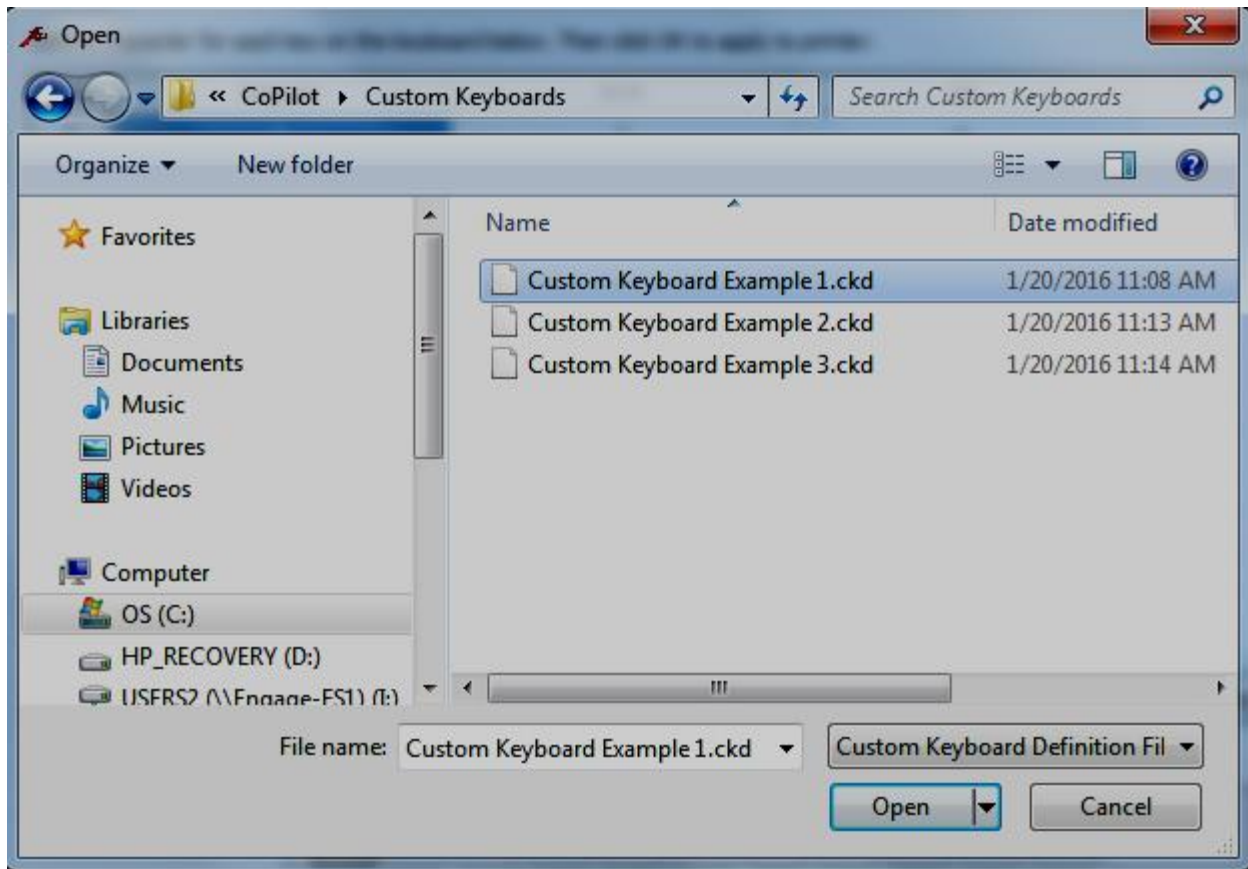 Open
« CoPilot ▸ Custom Keyboards
Search Custom Keyboards
Organize New folder
Name Date modified
Favorites
Custom Keyboard Example 1.ckd 1/20/2016 11:08 AM
Custom Keyboard Example 2.ckd 1/20/2016 11:13 AM
Custom Keyboard Example 3.ckd 1/20/2016 11:14 AM
Libraries
Documents
Music
Pictures
Videos
Computer
OS (C:)
HP_RECOVERY (D:)
USERS2 (\\Engage-FS1) (I:)
File name: Custom Keyboard Example 1.ckd Custom Keyboard Definition Fil
Open Cancel